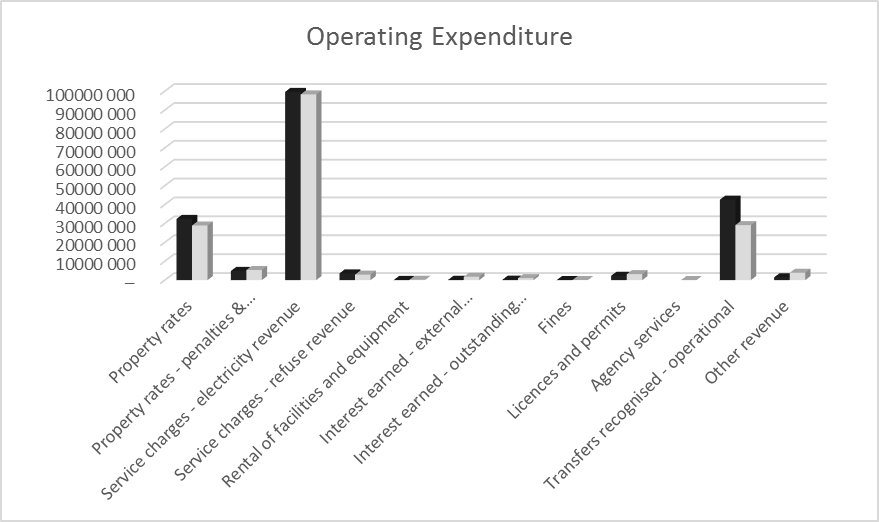 Operating Expenditure
100000 000
90000 000
80000 000
70000 000
60000 000
50000 000
40000 000
30000 000
20000 000
10000 000
–
Property rates
Property rates - penalties &...
Service charges - electricity revenue
Service charges - refuse revenue
Rental of facilities and equipment
Interest earned - external...
Interest earned - outstanding...
Fines
Licences and permits
Agency services
Transfers recognised - operational
Other revenue